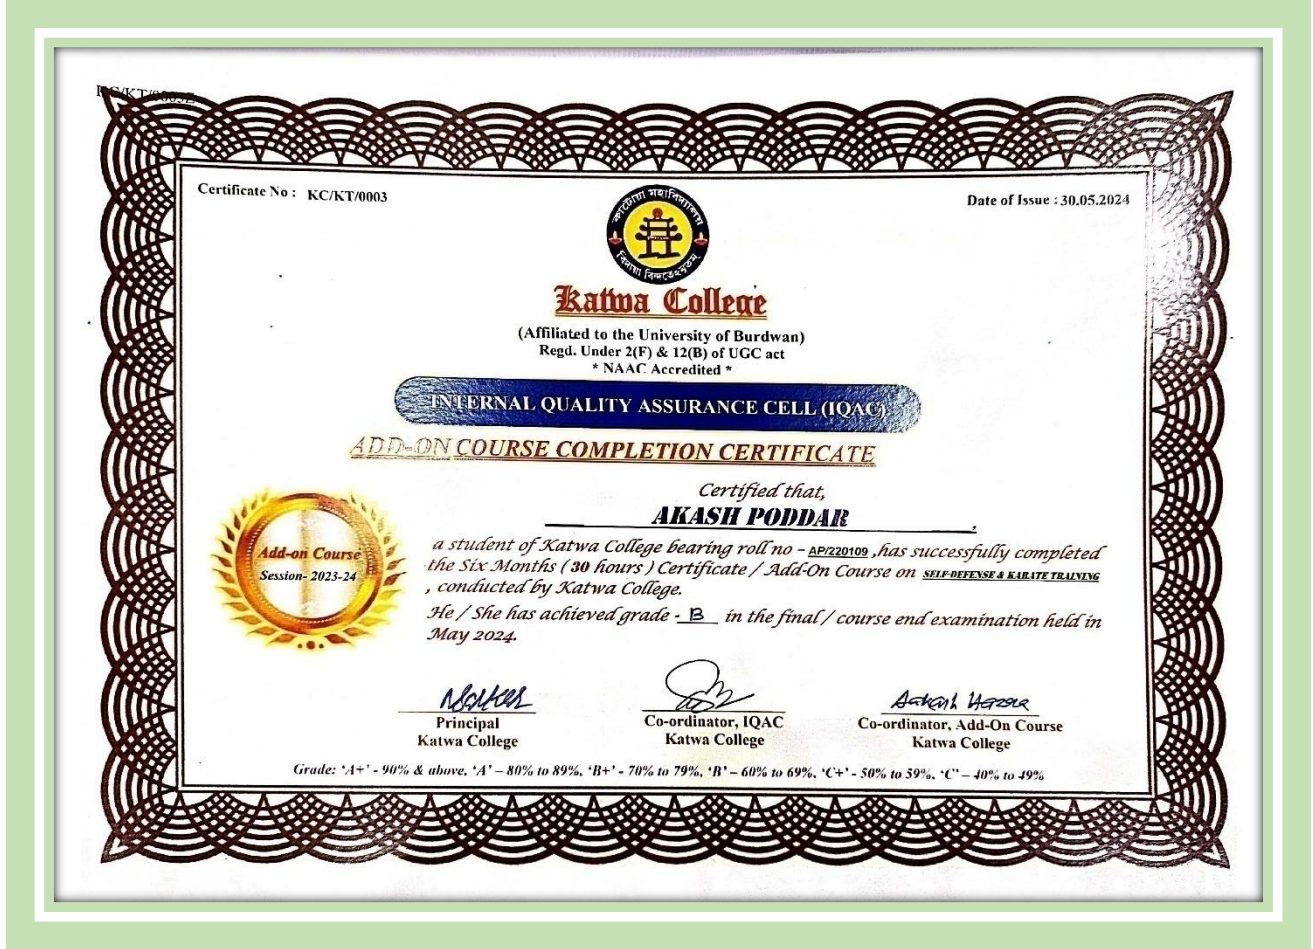 Certificate No : KC/KT/0003
Date of Issue : 30.05.2024
কাটোয়া মহাবিদ্যালয়
বিদ্যয়া বিন্দতেঽমৃতম্
Katwa College
(Affiliated to the University of Burdwan)
Regd. Under 2(F) & 12(B) of UGC act
* NAAC Accredited *
INTERNAL QUALITY ASSURANCE CELL (IQAC)
ADD-ON COURSE COMPLETION CERTIFICATE
Certified that,
AKASH PODDAR ,
Add-on Course
Session- 2023-24
a student of Katwa College bearing roll no – AP/220109 ,has successfully completed
the Six Months ( 30 hours ) Certificate / Add-On Course on SELF-DEFENSE & KARATE TRAINING
, conducted by Katwa College.
He / She has achieved grade - B in the final / course end examination held in
May 2024.
Principal
Katwa College
Co-ordinator, IQAC
Katwa College
Co-ordinator, Add-On Course
Katwa College
Grade: ‘A+’ - 90% & above, ‘A’ – 80% to 89%, ‘B+’ - 70% to 79%, ‘B’ – 60% to 69%, ‘C+’ - 50% to 59%, ‘C’ – 40% to 49%